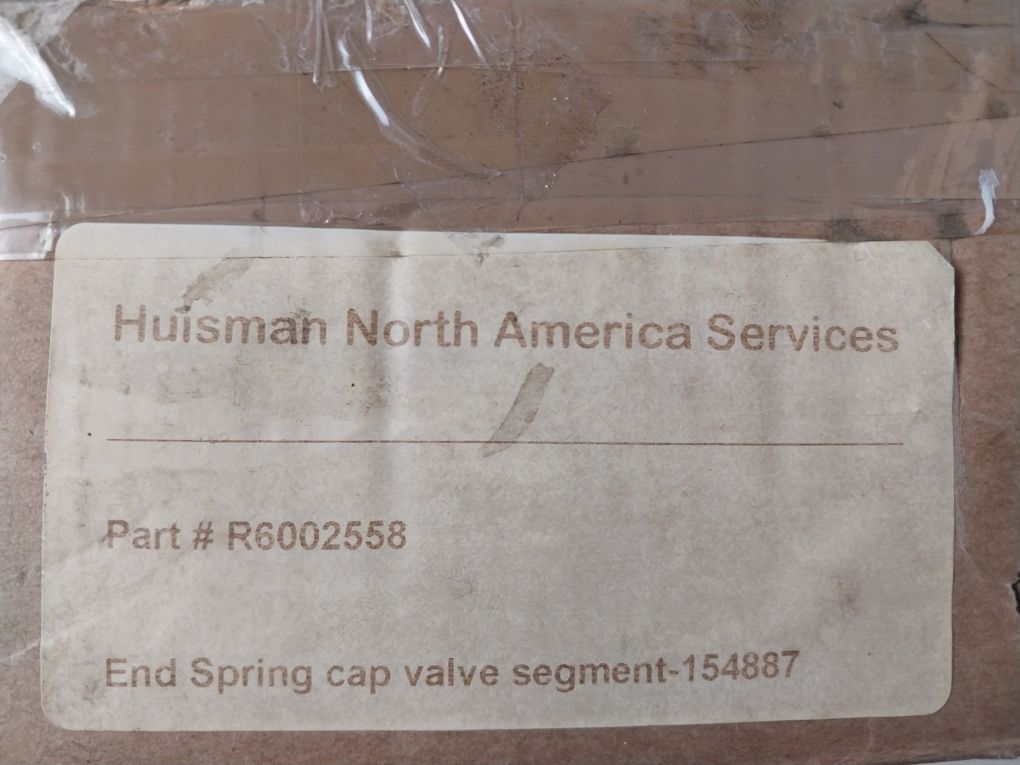 Huisman North America Services
Part # R6002558
End Spring cap valve segment-154887